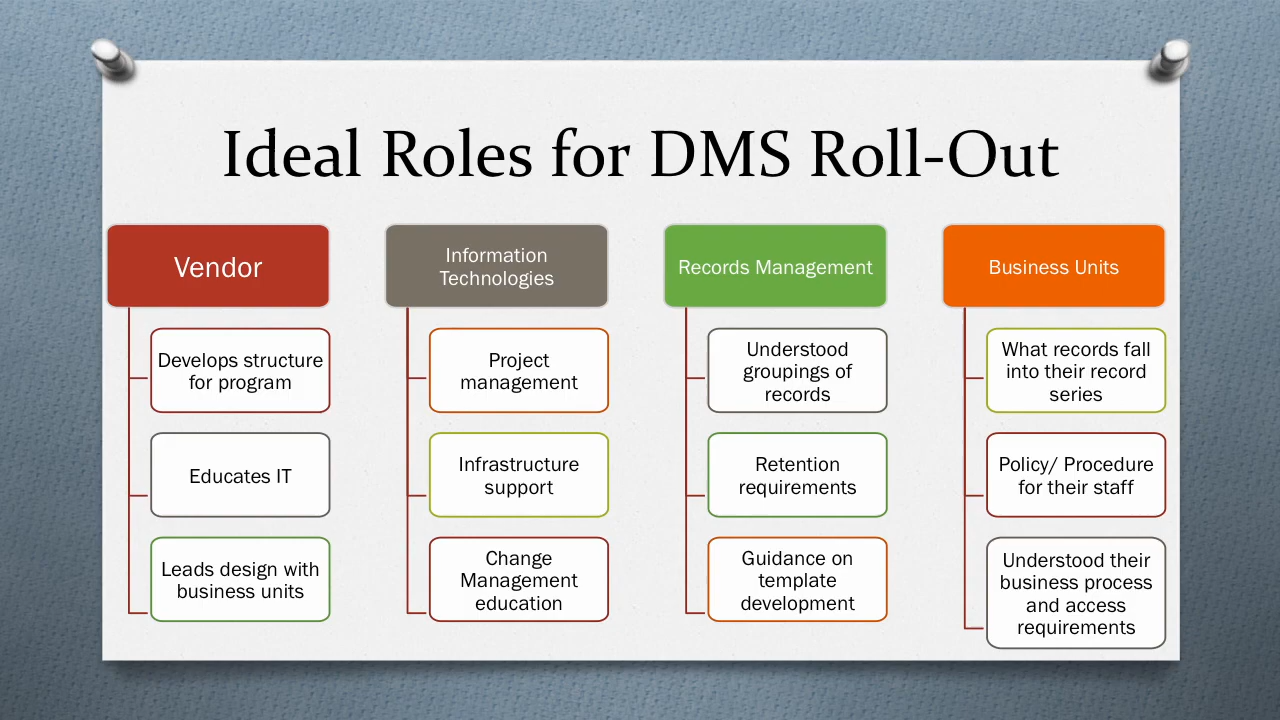 Ideal Roles for DMS Roll-Out
Vendor
Develops structure
for program
Educates IT
Leads design with
business units
Information
Technologies
Project
management
Infrastructure
support
Change
Management
education
Records Management
Understood
groupings of
records
Retention
requirements
Guidance on
template
development
Business Units
What records fall
into their record
series
Policy/ Procedure
for their staff
Understood their
business process
and access
requirements